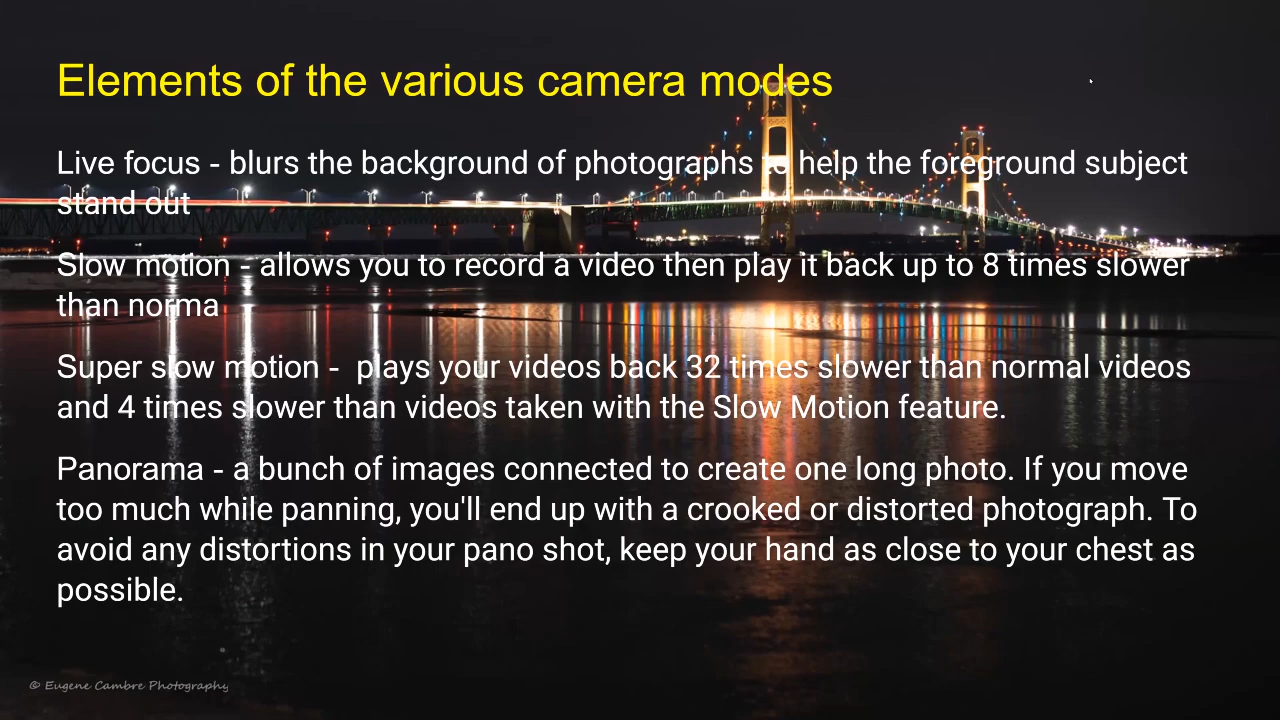 Elements of the various camera modes
Live focus - blurs the background of photographs to help the foreground subject
stand out
Slow motion - allows you to record a video then play it back up to 8 times slower
than norma
Super slow motion -  plays your videos back 32 times slower than normal videos
and 4 times slower than videos taken with the Slow Motion feature.
Panorama - a bunch of images connected to create one long photo. If you move
too much while panning, you'll end up with a crooked or distorted photograph. To
avoid any distortions in your pano shot, keep your hand as close to your chest as
possible.
© Eugene Cambre Photography